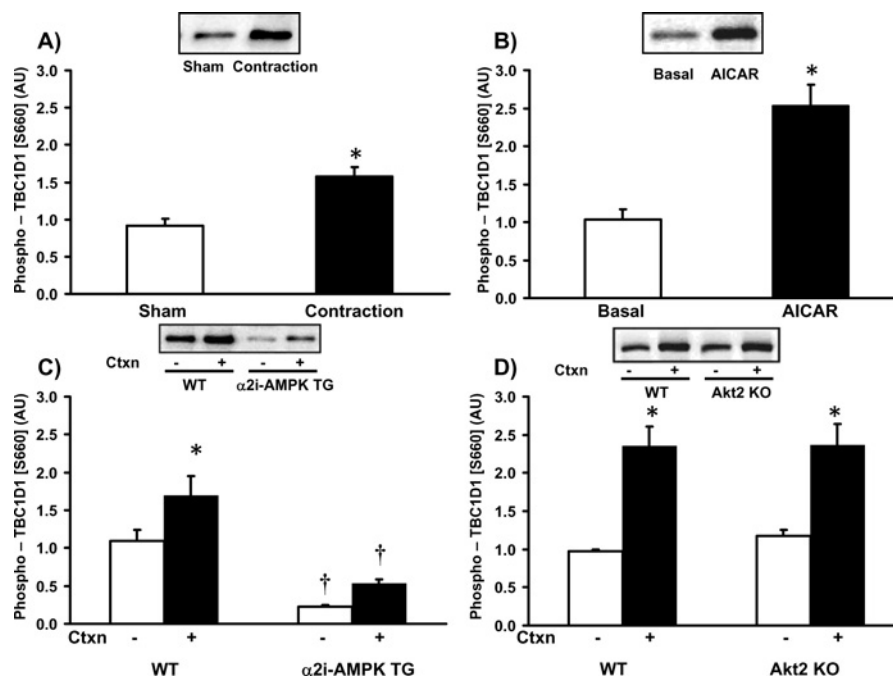 A)
Sham Contraction
Phospho – TBC1D1 [S660] (AU)
3.0
2.5
2.0
1.5
1.0
0.5
0.0
*
Sham Contraction
B)
Basal AICAR
Phospho – TBC1D1 [S660] (AU)
3.0
2.5
2.0
1.5
1.0
0.5
0.0
*
Basal AICAR
C)
Ctxn - + - +
WT α2i-AMPK TG
Phospho – TBC1D1 [S660] (AU)
3.0
2.5
2.0
1.5
1.0
0.5
0.0
*
† †
Ctxn - + - +
WT α2i-AMPK TG
D)
Ctxn - + - +
WT Akt2 KO
Phospho – TBC1D1 [S660] (AU)
3.0
2.5
2.0
1.5
1.0
0.5
0.0
* *
Ctxn - + - +
WT Akt2 KO